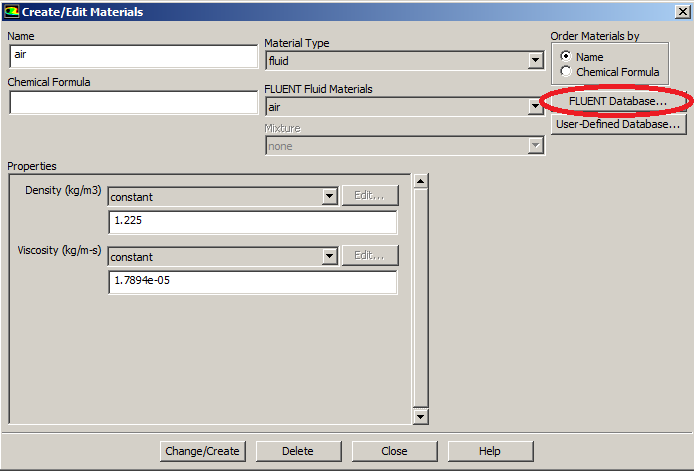 Create/Edit Materials
Name
air
Material Type
fluid
Order Materials by
Name
Chemical Formula
Chemical Formula
FLUENT Fluid Materials
air
FLUENT Database...
User-Defined Database...
Mixture
none
Properties
Density (kg/m3)
constant
Edit...
1.225
Viscosity (kg/m-s)
constant
Edit...
1.7894e-05
Change/Create
Delete
Close
Help